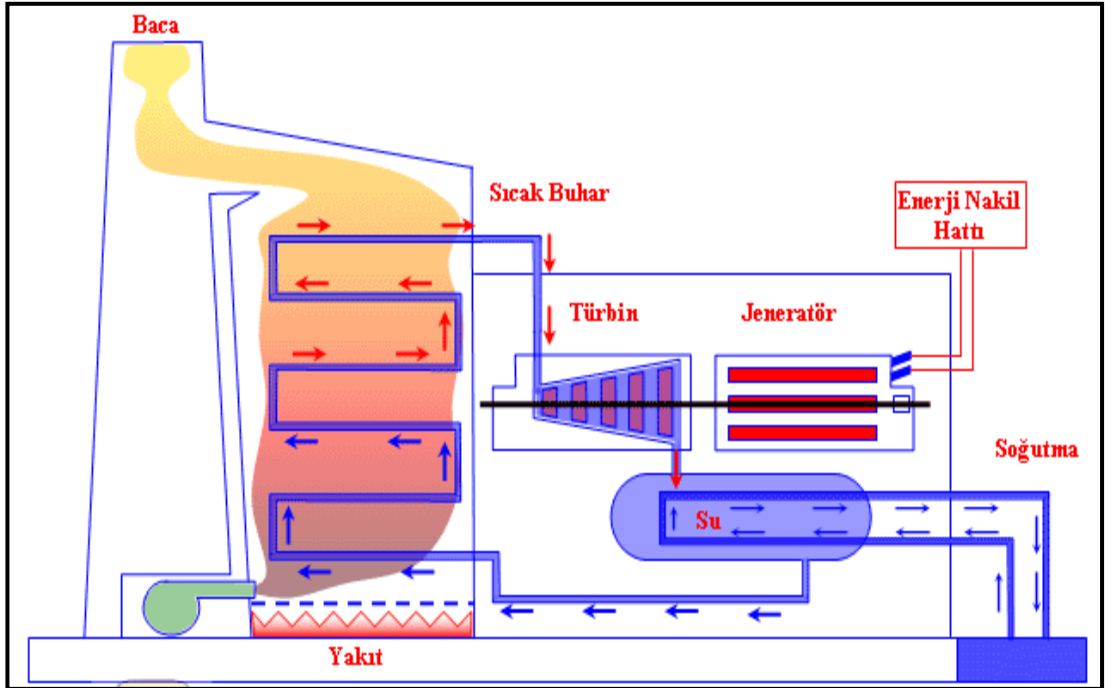 Baca
Sıcak Buhar
Enerji Nakil
Hattı
Türbin
Jeneratör
Soğutma
Su
Yakıt